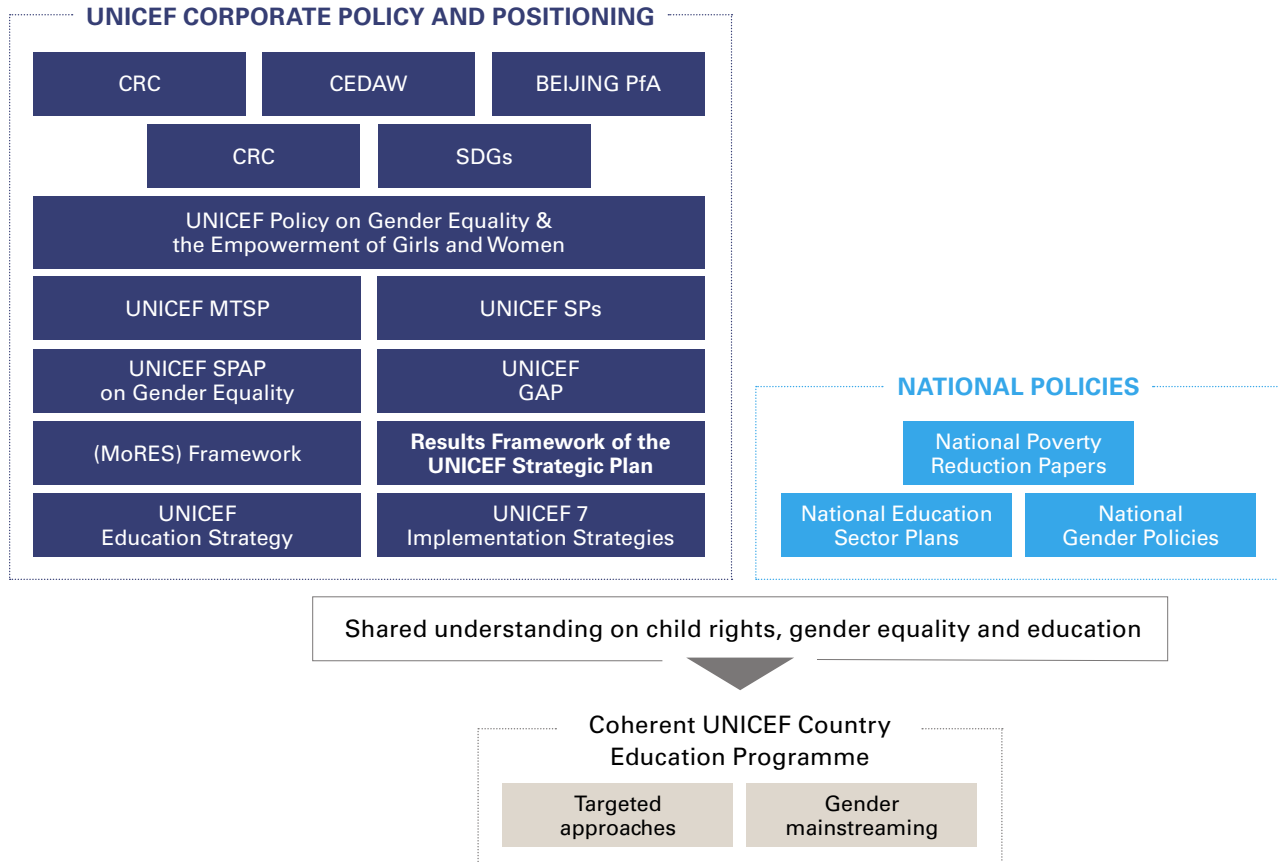 UNICEF CORPORATE POLICY AND POSITIONING
CRC
CEDAW
BEIJING PfA
CRC
SDGs
UNICEF Policy on Gender Equality &
the Empowerment of Girls and Women
UNICEF MTSP
UNICEF SPs
UNICEF SPAP
on Gender Equality
UNICEF
GAP
(MoRES) Framework
Results Framework of the
UNICEF Strategic Plan
UNICEF
Education Strategy
UNICEF 7
Implementation Strategies
NATIONAL POLICIES
National Poverty
Reduction Papers
National Education
Sector Plans
National
Gender Policies
Shared understanding on child rights, gender equality and education
Coherent UNICEF Country
Education Programme
Targeted
approaches
Gender
mainstreaming